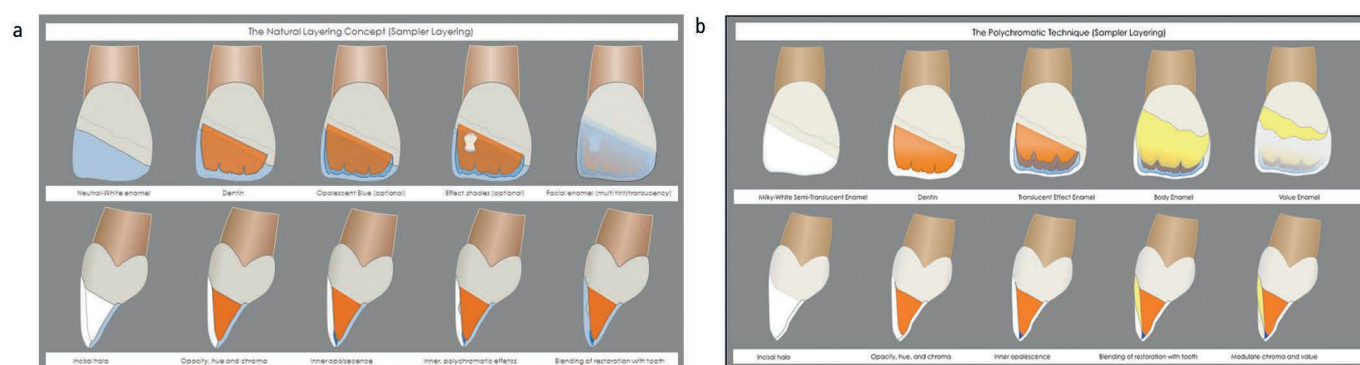 a
The Natural Layering Concept (Sampler Layering)
Neutral-White enamel
Dentin
Opalescent Blue (optional)
Effect shades (optional)
Facial enamel (multi tint/transucency)
Incisal halo
Opacity, hue and chroma
Inner opalsecence
Inner, polychromatic effetcs
Blending of restoration with tooth
b
The Polychromatic Technique (Sampler Layering)
Milky-White Semi-Translucent Enamel
Dentin
Translucent Effect Enamel
Body Enamel
Value Enamel
Incisal halo
Opacity, hue, and chroma
Inner opalescence
Blending of restoration with tooth
Modulate chroma and value